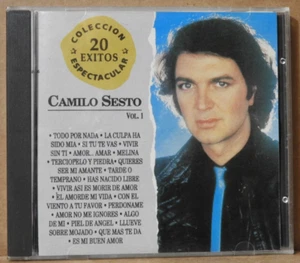 COLECCION
20
EXITOS
ESPECTACULAR
CAMILO SESTO
VOL. 1
• TODO POR NADA • LA CULPA HA
SIDO MIA • SI TU TE VAS • VIVIR
SIN TI • AMOR... AMAR • MELINA
• TERCIOPELO Y PIEDRA • QUIERES
SER MI AMANTE • TARDE O
TEMPRANO • HAS NACIDO LIBRE
• VIVIR ASI ES MORIR DE AMOR
• EL AMOR DE MI VIDA • CON EL
VIENTO A TU FAVOR • PERDONAME
• AMOR NO ME IGNORES • ALGO
DE MI • PIEL DE ANGEL • LLUEVE
SOBRE MOJADO • QUE MAS TE DA
• ES MI BUEN AMOR